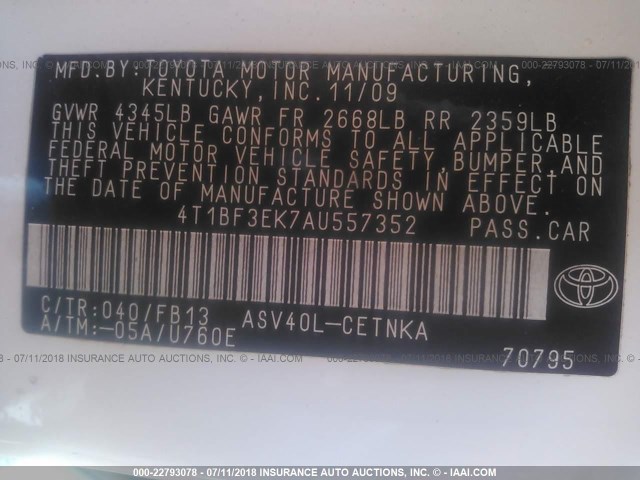 MFD.BY:TOYOTA MOTOR MANUFACTURING,
KENTUCKY,INC.11/09
GVWR 4345LB GAWR FR 2668LB RR 2359LB
THIS VEHICLE CONFORMS TO ALL APPLICABLE
FEDERAL MOTOR VEHICLE SAFETY,BUMPER,AND
THEFT PREVENTION STANDARDS IN EFFECT ON
THE DATE OF MANUFACTURE SHOWN ABOVE.
4T1BF3EK7AU557352 PASS.CAR
C/TR:040/FB13
A/TM:-05A/U760E
ASV40L-CETNKA
70795
000-22793078 - 07/11/2018 INSURANCE AUTO AUCTIONS - © - IAAI.COM